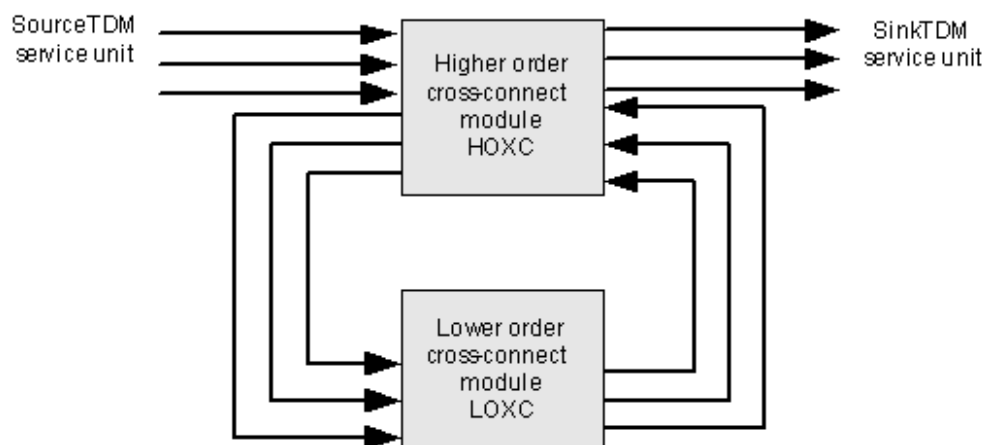 SourceTDM
service unit
Higher order
cross-connect
module
HOXC
SinkTDM
service unit
Lower order
cross-connect
module
LOXC